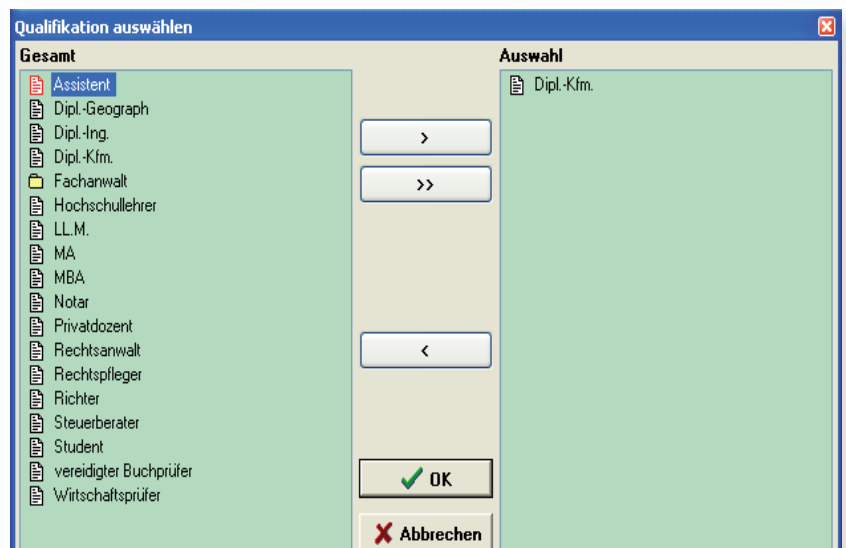 Qualifikation auswählen
Gesamt
Assistent
Dipl.-Geograph
Dipl.-Ing.
Dipl.-Kfm.
Fachanwalt
Hochschullehrer
LL.M.
MA
MBA
Notar
Privatdozent
Rechtsanwalt
Rechtspfleger
Richter
Steuerberater
Student
vereidigter Buchprüfer
Wirtschaftsprüfer
>
>>
<
OK
Abbrechen
Auswahl
Dipl.-Kfm.